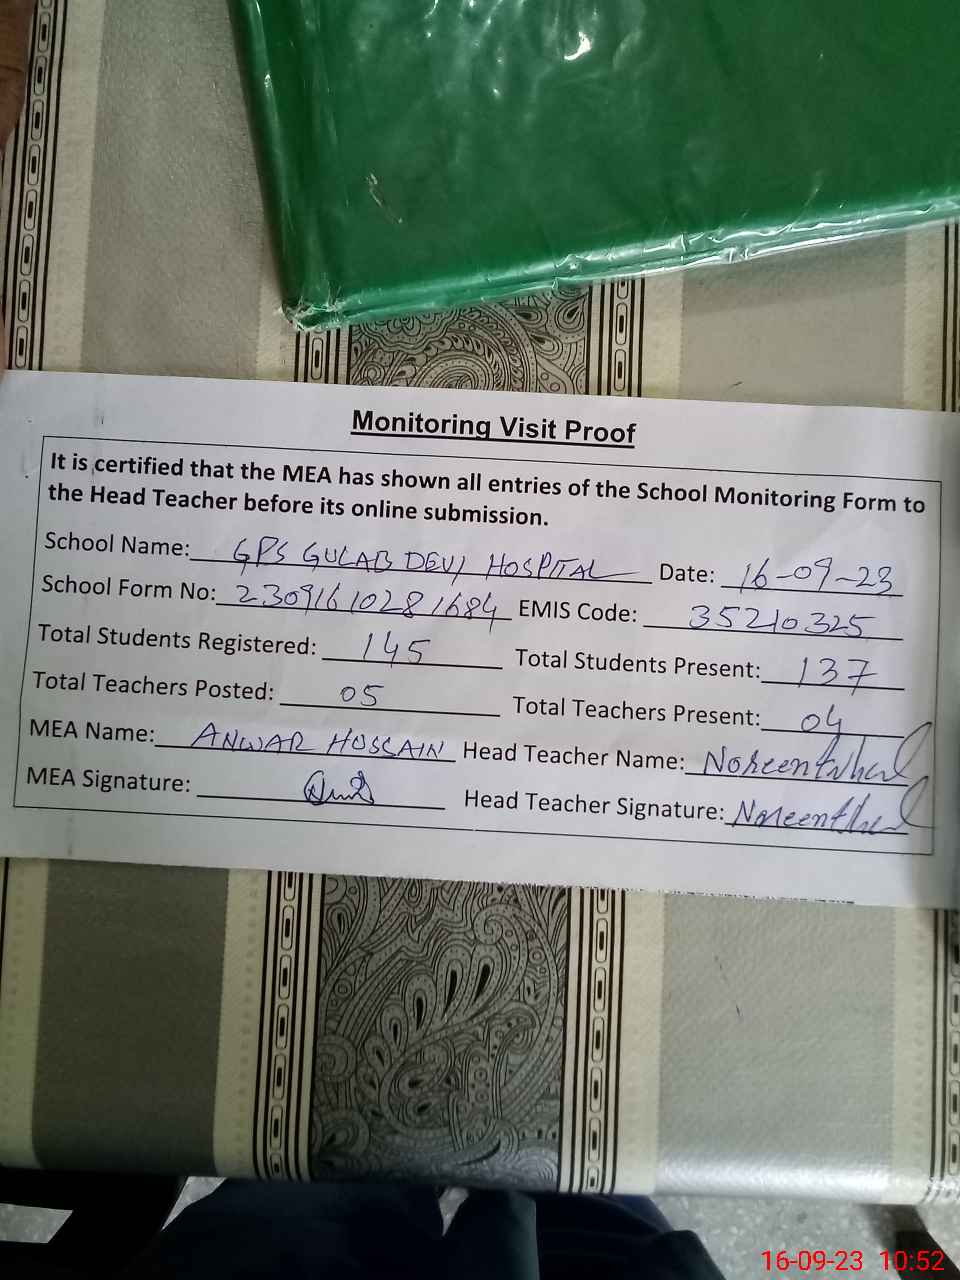 Monitoring Visit Proof
It is certified that the MEA has shown all entries of the School Monitoring Form to
the Head Teacher before its online submission.
School Name: GPS GULAB DEVI HOSPITAL Date: 16-09-23
School Form No: 23091610281684 EMIS Code: 35210325
Total Students Registered: 145 Total Students Present: 137
Total Teachers Posted: 05 Total Teachers Present: 04
MEA Name: ANWAR HUSSAIN Head Teacher Name: Noreen
MEA Signature: Head Teacher Signature: Noreen
16-09-23 10:52